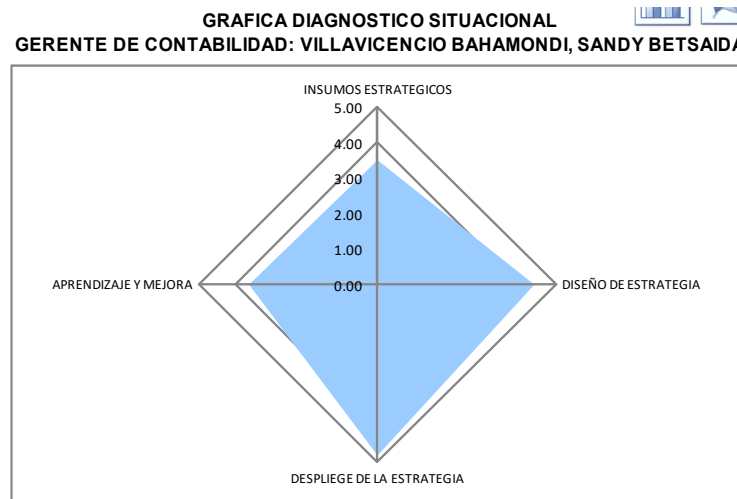 GRAFICA DIAGNOSTICO SITUACIONAL
GERENTE DE CONTABILIDAD: VILLAVICENCIO BAHAMONDI, SANDY BETSAIDA
INSUMOS ESTRATEGICOS
5.00
4.00
3.00
2.00
1.00
0.00
APRENDIZAJE Y MEJORA
DISEÑO DE ESTRATEGIA
DESPLIEGE DE LA ESTRATEGIA